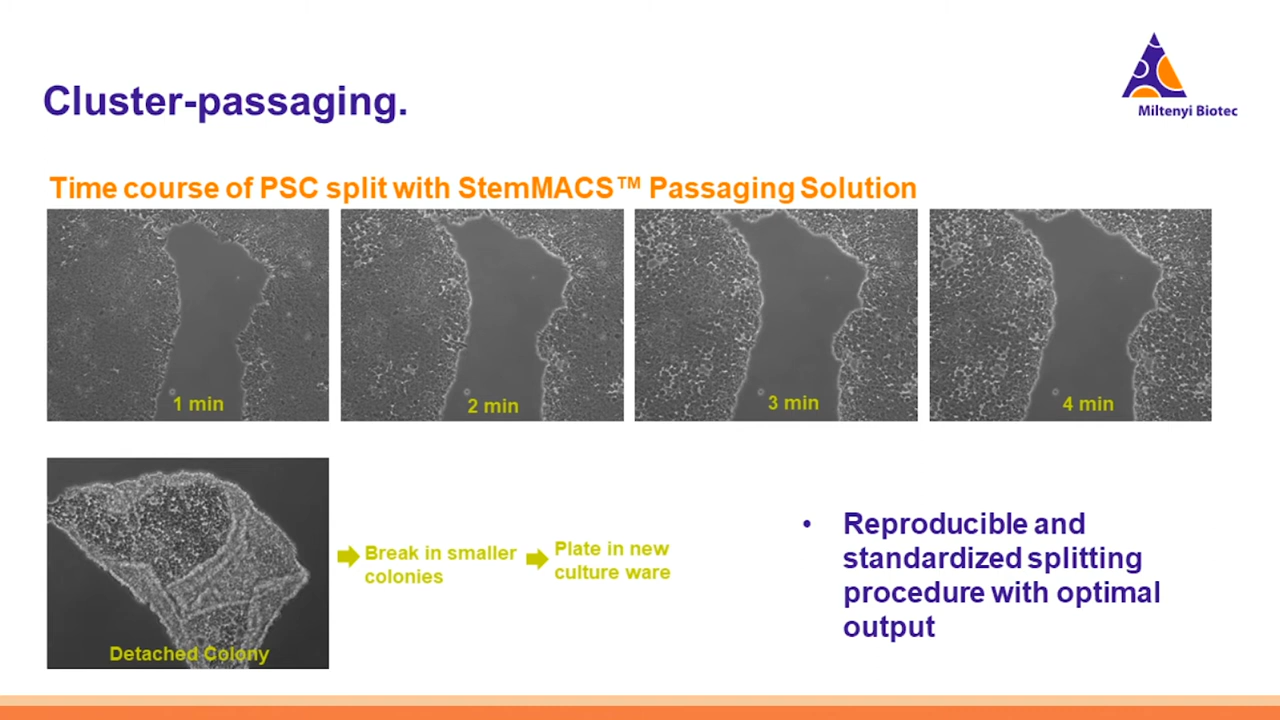 Miltenyi Biotec
Cluster-passaging.
Time course of PSC split with StemMACS™ Passaging Solution
1 min
2 min
3 min
4 min
Detached Colony
Break in smaller
colonies
Plate in new
culture ware
• Reproducible and
standardized splitting
procedure with optimal
output